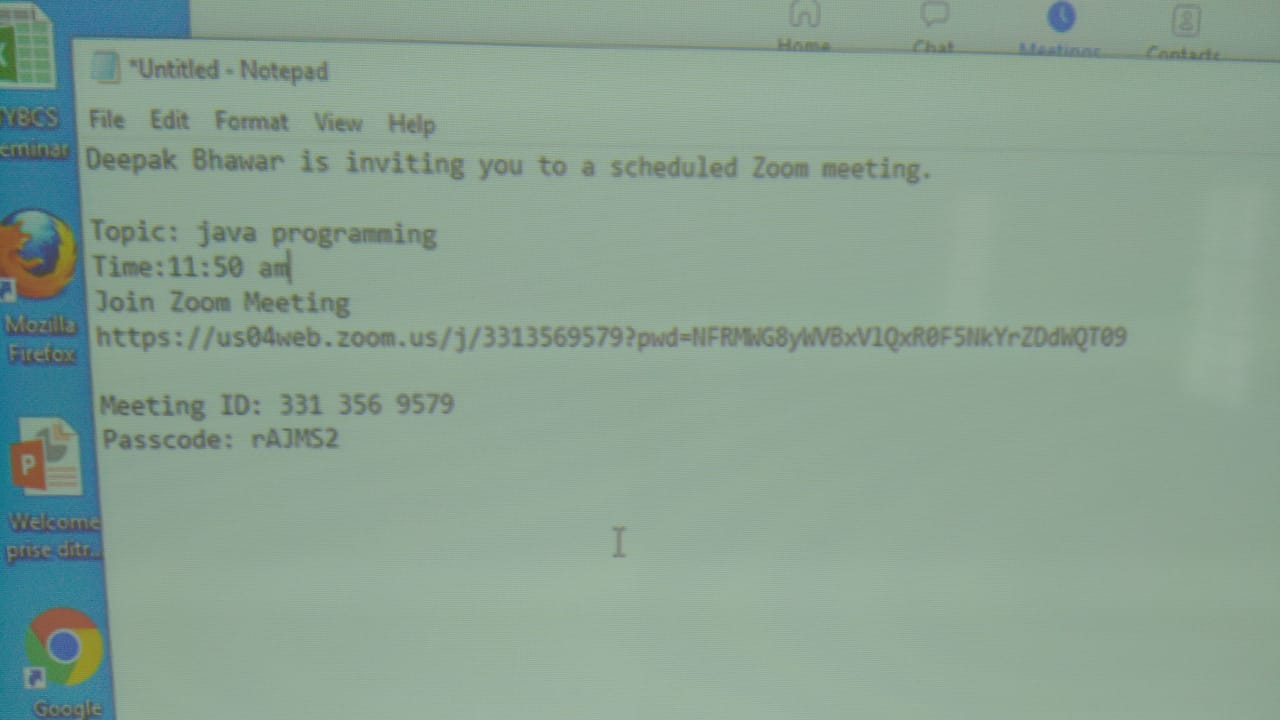 Home Chat Meetings Contacts
*Untitled - Notepad
File Edit Format View Help
Deepak Bhawar is inviting you to a scheduled Zoom meeting.
Topic: java programming
Time:11:50 am
Join Zoom Meeting
https://us04web.zoom.us/j/3313569579?pwd=NFRMWG8yWVBxVlQxR0F5NkYrZDdWQT09
Meeting ID: 331 356 9579
Passcode: rAJMS2
Mozilla
Firefox
Welcome
prise ditr...
Google